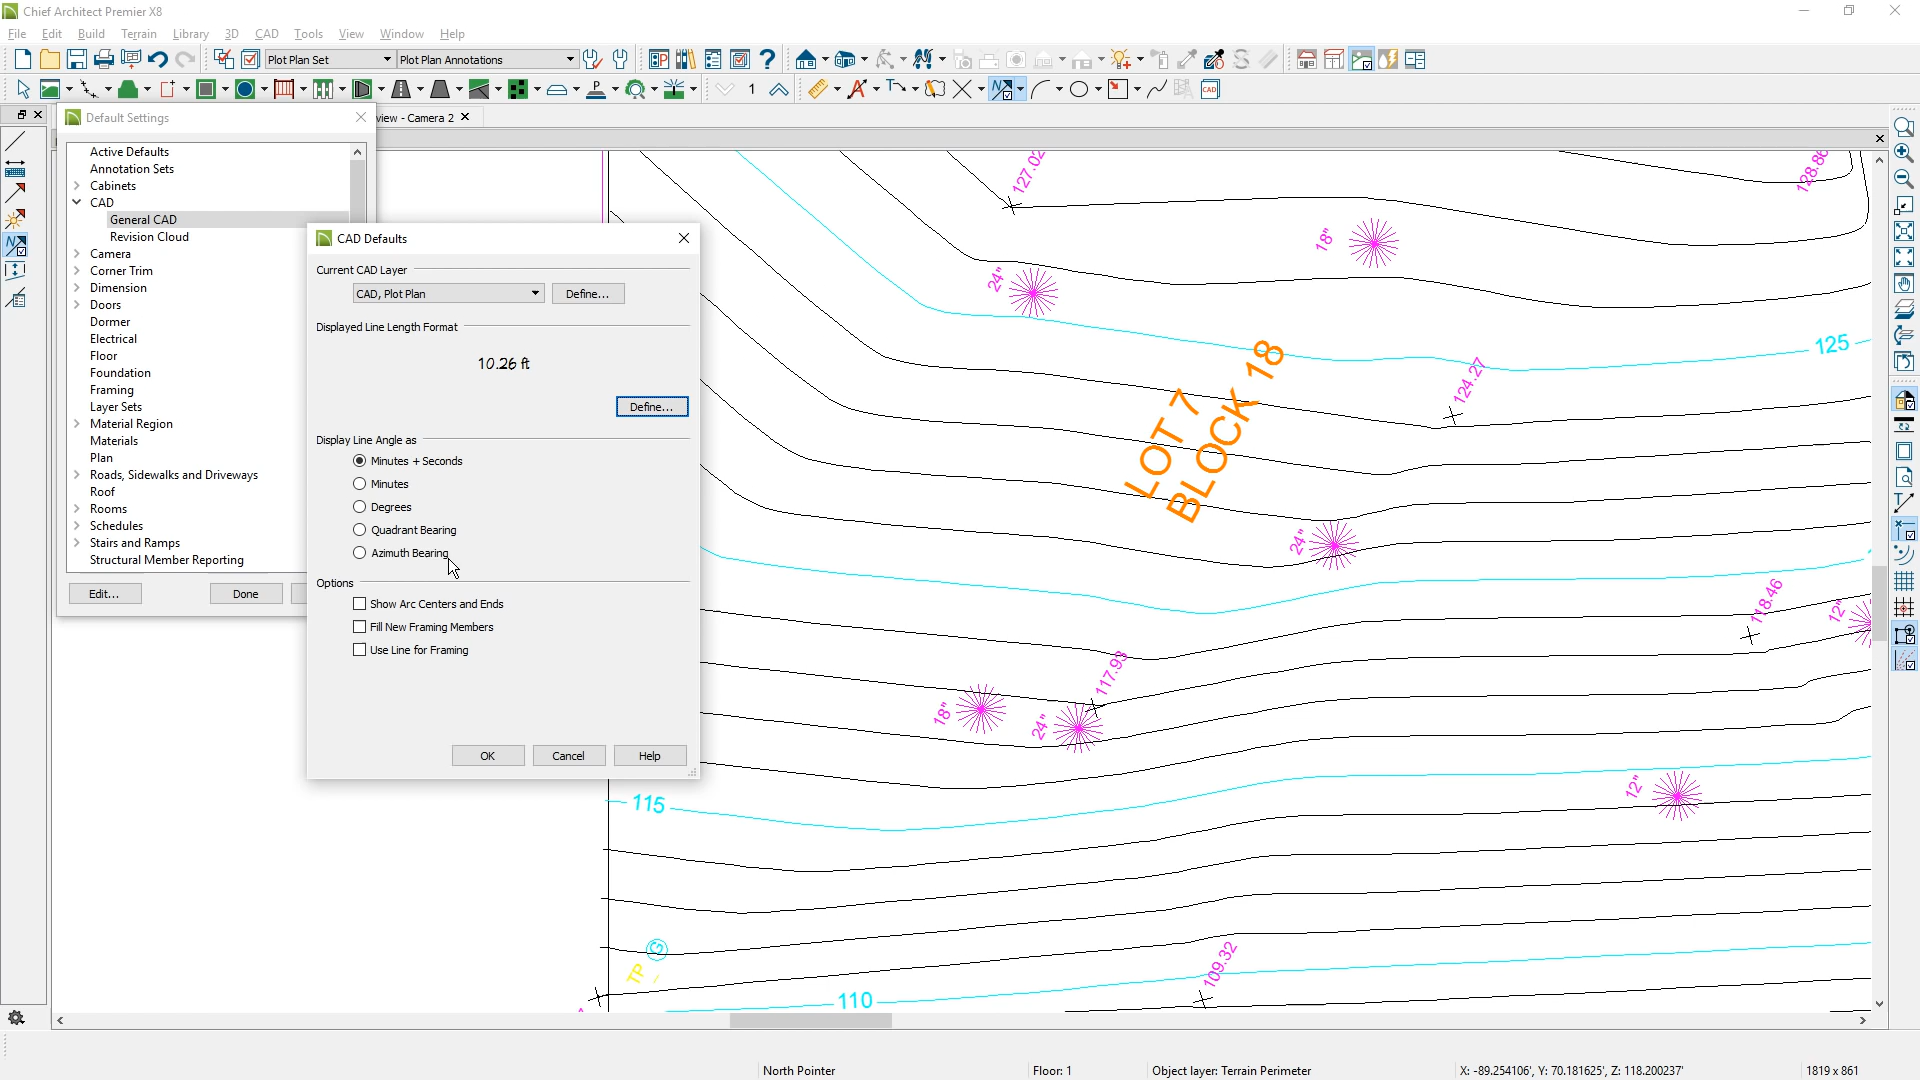 Chief Architect Premier X8
File Edit Build Terrain Library 3D CAD Tools View Window Help
Plot Plan Set Plot Plan Annotations
1
CAD
Default Settings
view - Camera 2
Active Defaults
Annotation Sets
Cabinets
CAD
General CAD
Revision Cloud
Camera
Corner Trim
Dimension
Doors
Dormer
Electrical
Floor
Foundation
Framing
Layer Sets
Material Region
Materials
Plan
Roads, Sidewalks and Driveways
Roof
Rooms
Schedules
Stairs and Ramps
Structural Member Reporting
Edit...
Done
CAD Defaults
Current CAD Layer
CAD, Plot Plan
Define...
Displayed Line Length Format
10.26 ft
Define...
Display Line Angle as
Minutes + Seconds
Minutes
Degrees
Quadrant Bearing
Azimuth Bearing
Options
Show Arc Centers and Ends
Fill New Framing Members
Use Line for Framing
OK
Cancel
Help
127.02
128.86
18"
24"
125
124.27
LOT 7
BLOCK 18
24"
118.46
12"
117.93
18"
24"
12"
115
TP
G
109.32
110
North Pointer
Floor: 1
Object layer: Terrain Perimeter
X: -89.254106', Y: 70.181625', Z: 118.200237'
1819 x 861